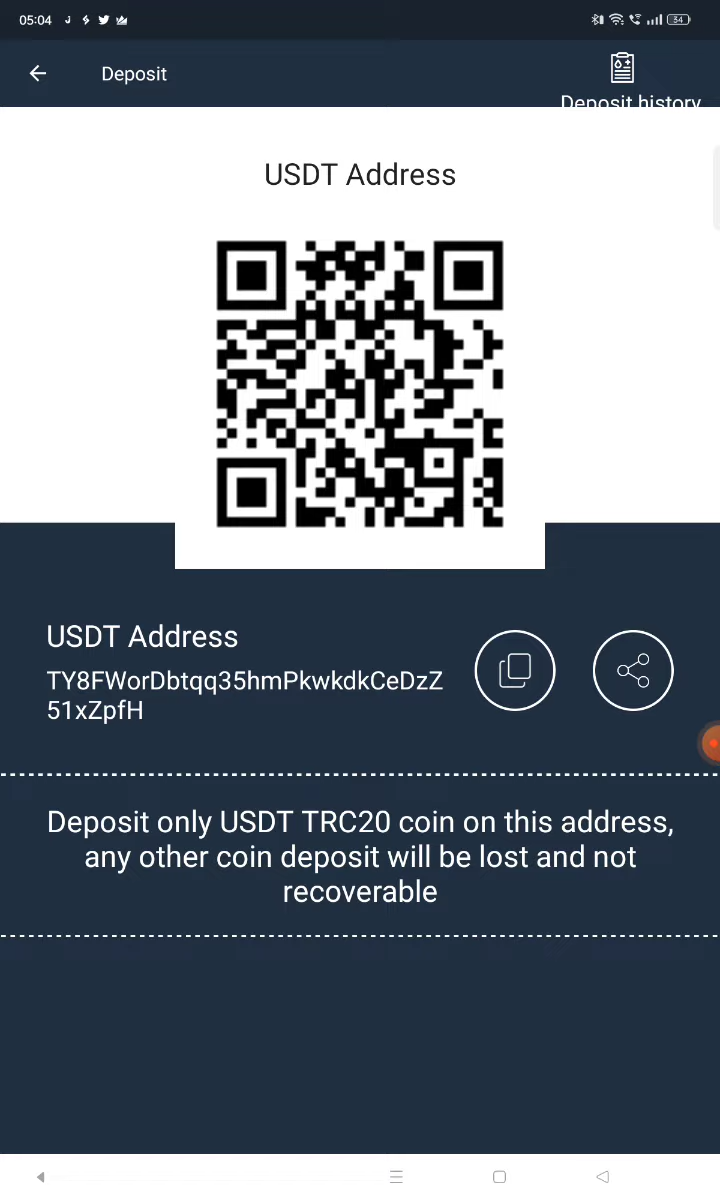 05:04
34
Deposit
Deposit history
USDT Address
USDT Address
TY8FWorDbtqq35hmPkwkdkCeDzZ
51xZpfH
Deposit only USDT TRC20 coin on this address,
any other coin deposit will be lost and not
recoverable